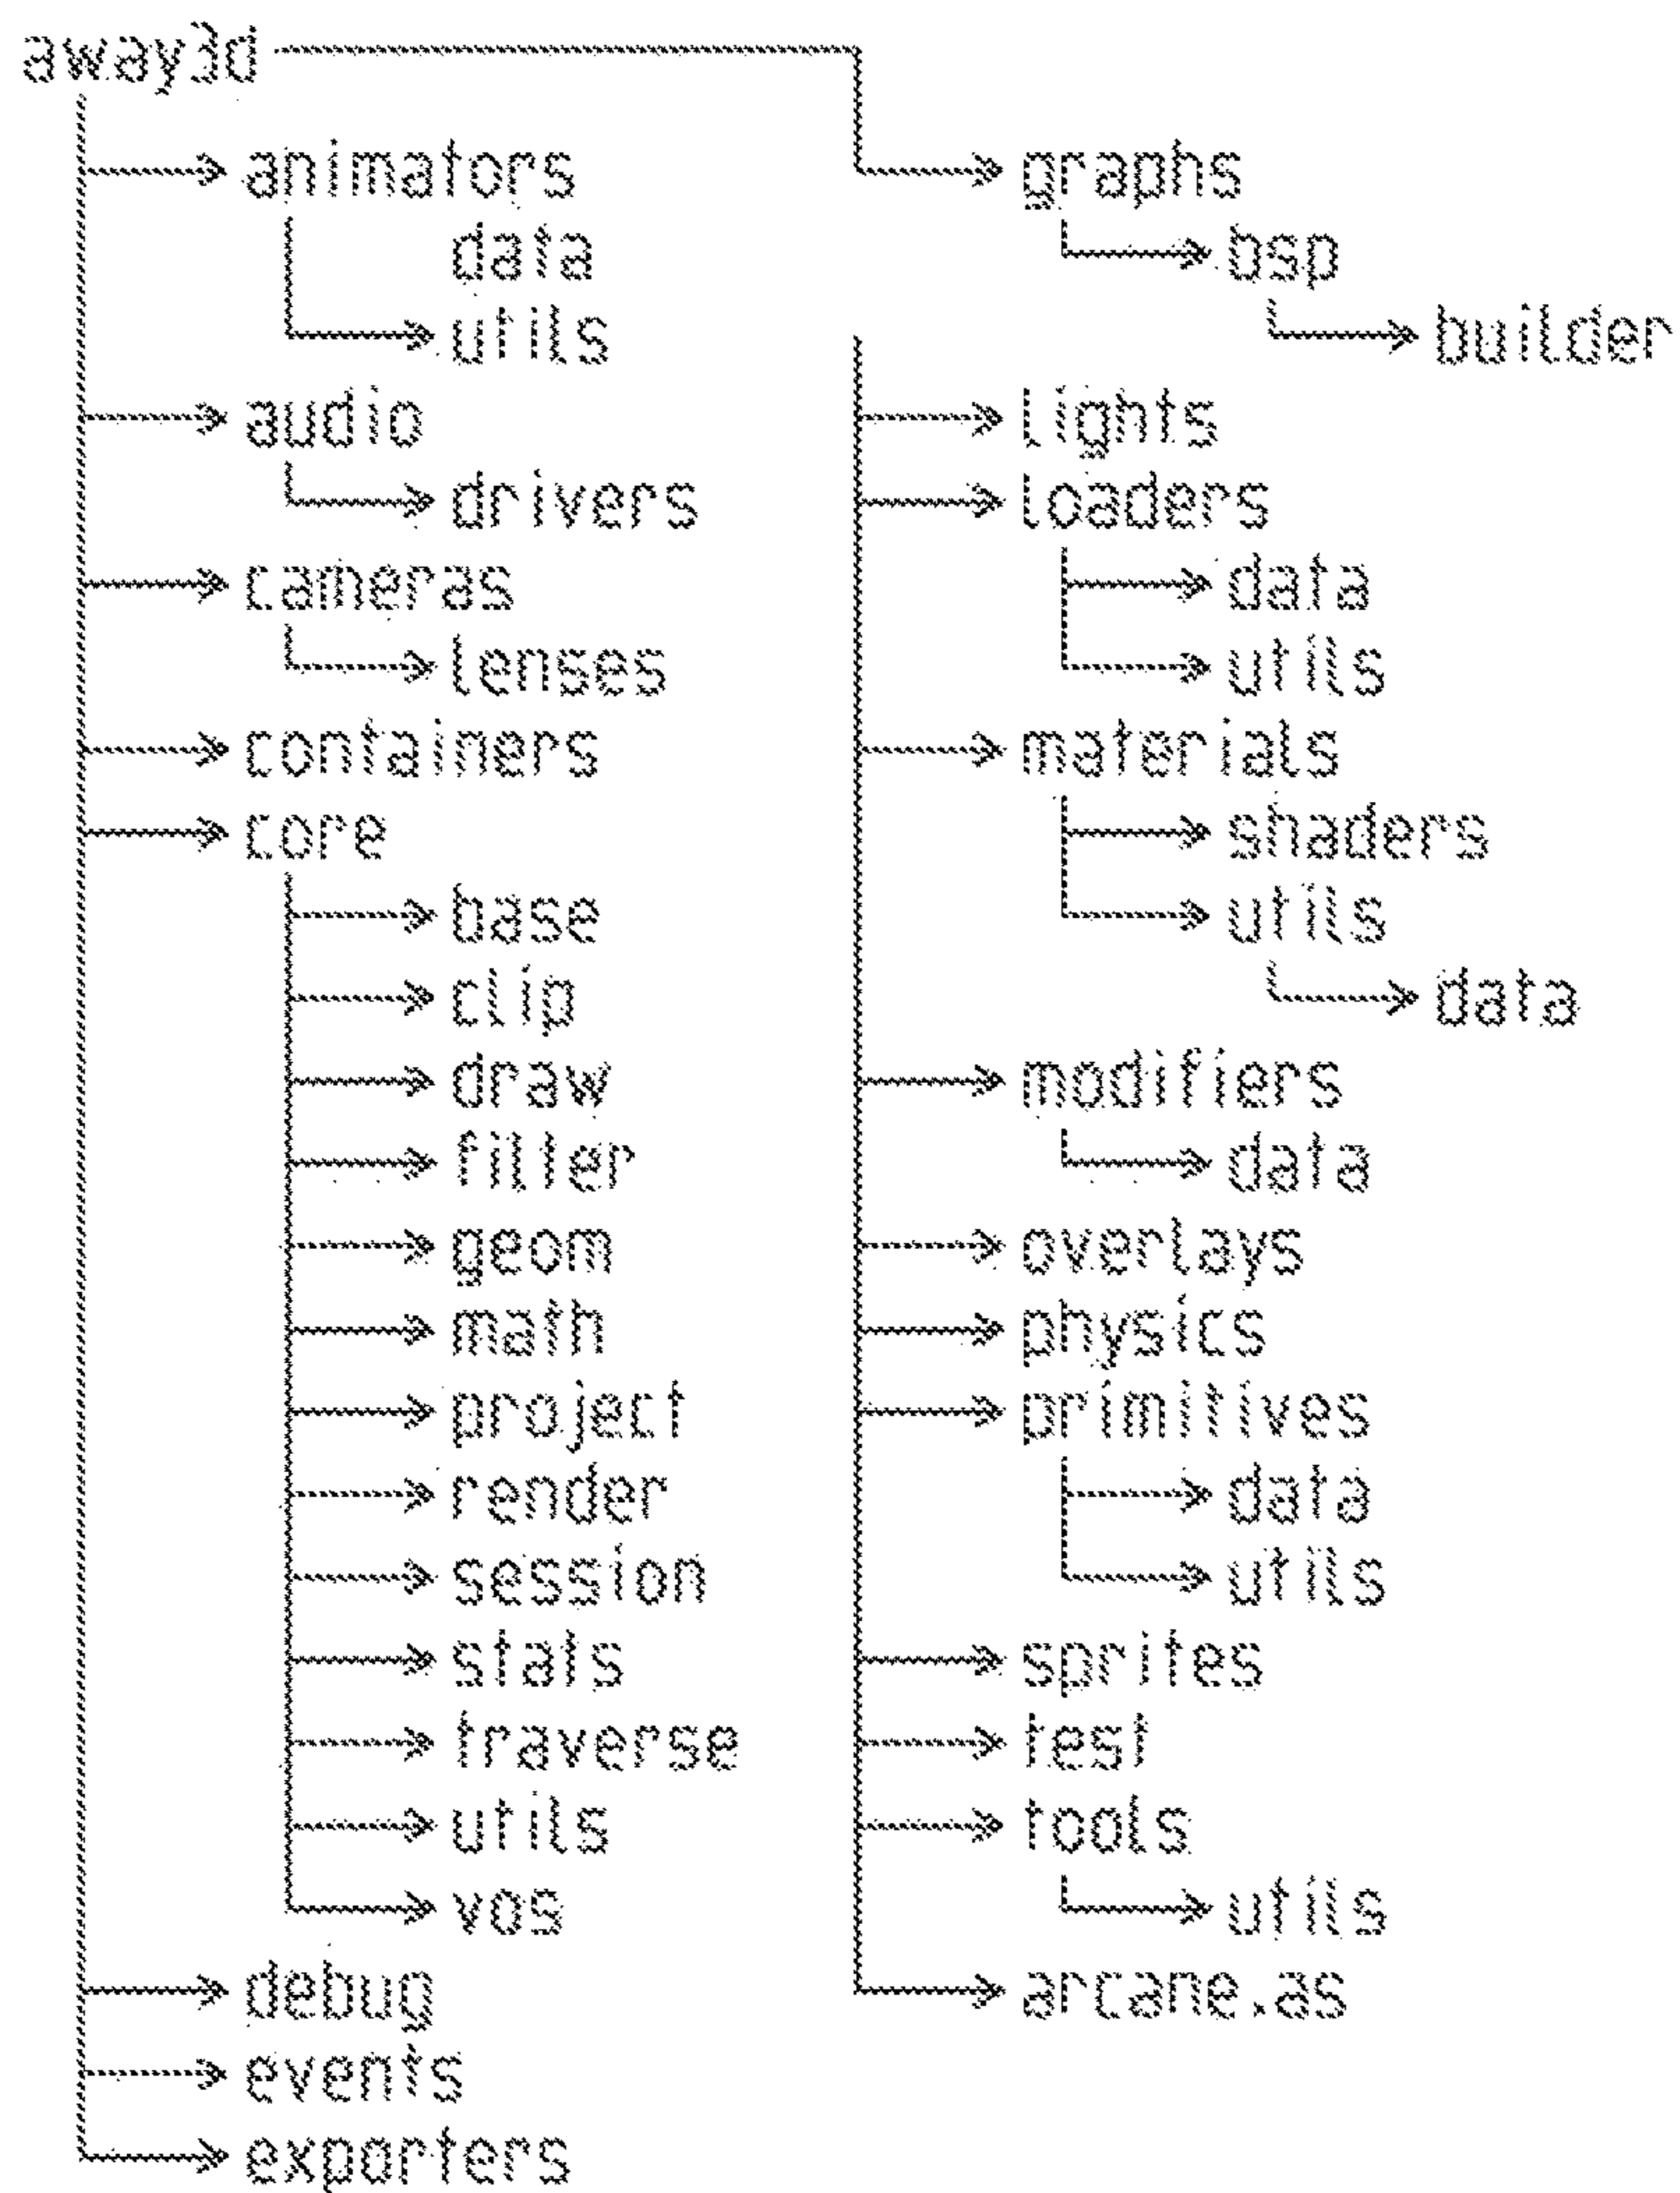 away3d
animators
data
utils
audio
drivers
cameras
lenses
containers
core
base
clip
draw
filter
geom
math
project
render
session
stats
traverse
utils
vos
debug
events
exporters
graphs
bsp
builder
lights
loaders
data
utils
materials
shaders
utils
data
modifiers
data
overlays
physics
primitives
data
utils
sprites
test
tools
utils
arcane.as